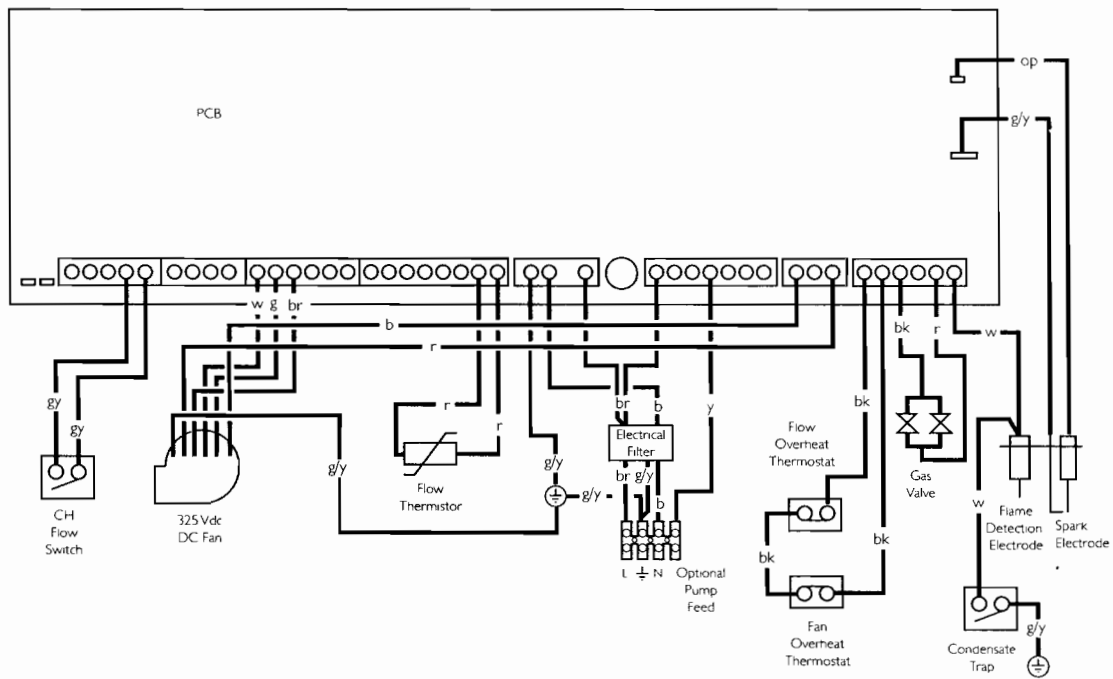 op
PCB
g/y
w g br
b
r
bk
r
w
gy
gy
r
r
br
b
y
bk
Electrical
Filter
Flow
Overheat
Thermostat
g/y
g/y
g/y
br
g/y
b
Gas
Valve
w
Flow
Thermistor
CH
Flow
Switch
325 Vdc
DC Fan
Flame
Detection
Electrode
Spark
Electrode
bk
bk
L
N
Optional
Pump
Feed
Fan
Overheat
Thermostat
g/y
Condensate
Trap